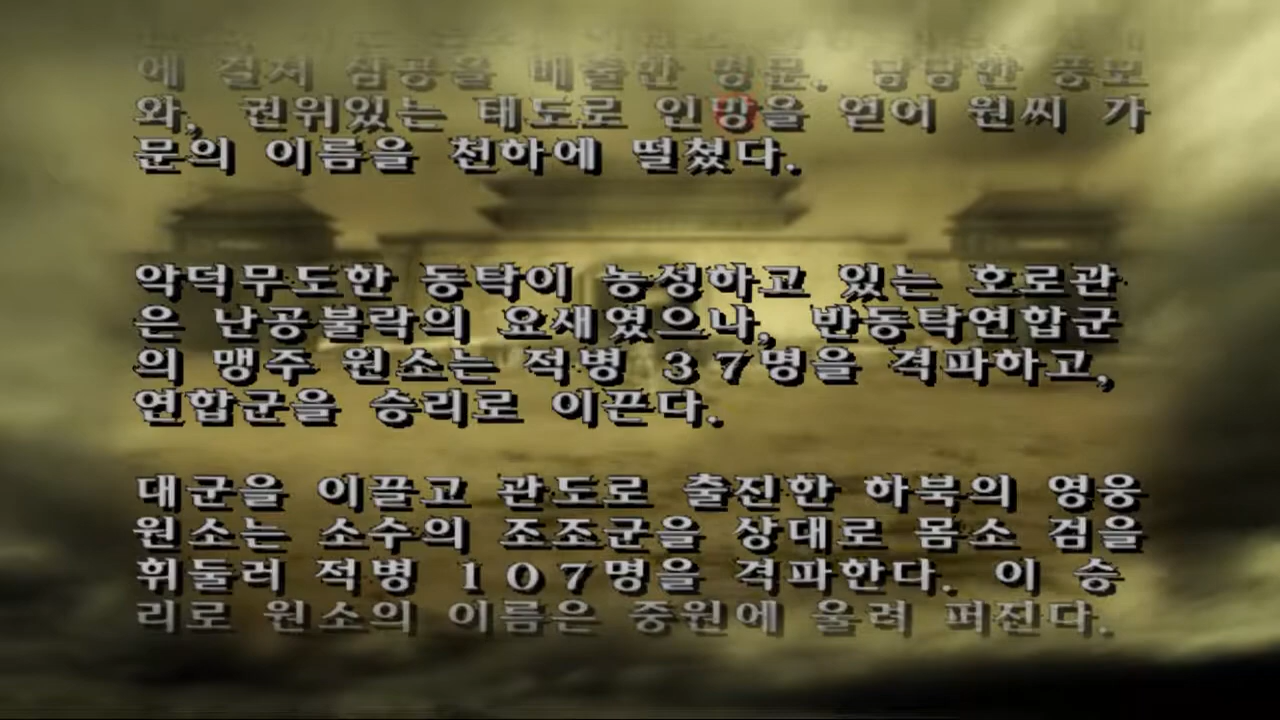 에 걸쳐 삼공을 배출한 명문. 당당한 풍모
와, 권위있는 태도로 인망을 얻어 원씨 가
문의 이름을 천하에 떨쳤다.
악덕무도한 동탁이 농성하고 있는 호로관
은 난공불락의 요새였으나, 반동탁연합군
의 맹주 원소는 적병 37명을 격파하고,
연합군을 승리로 이끈다.
대군을 이끌고 관도로 출진한 하북의 영웅
원소는 소수의 조조군을 상대로 몸소 검을
휘둘러 적병 107명을 격파한다. 이 승
리로 원소의 이름은 중원에 울려 퍼진다.